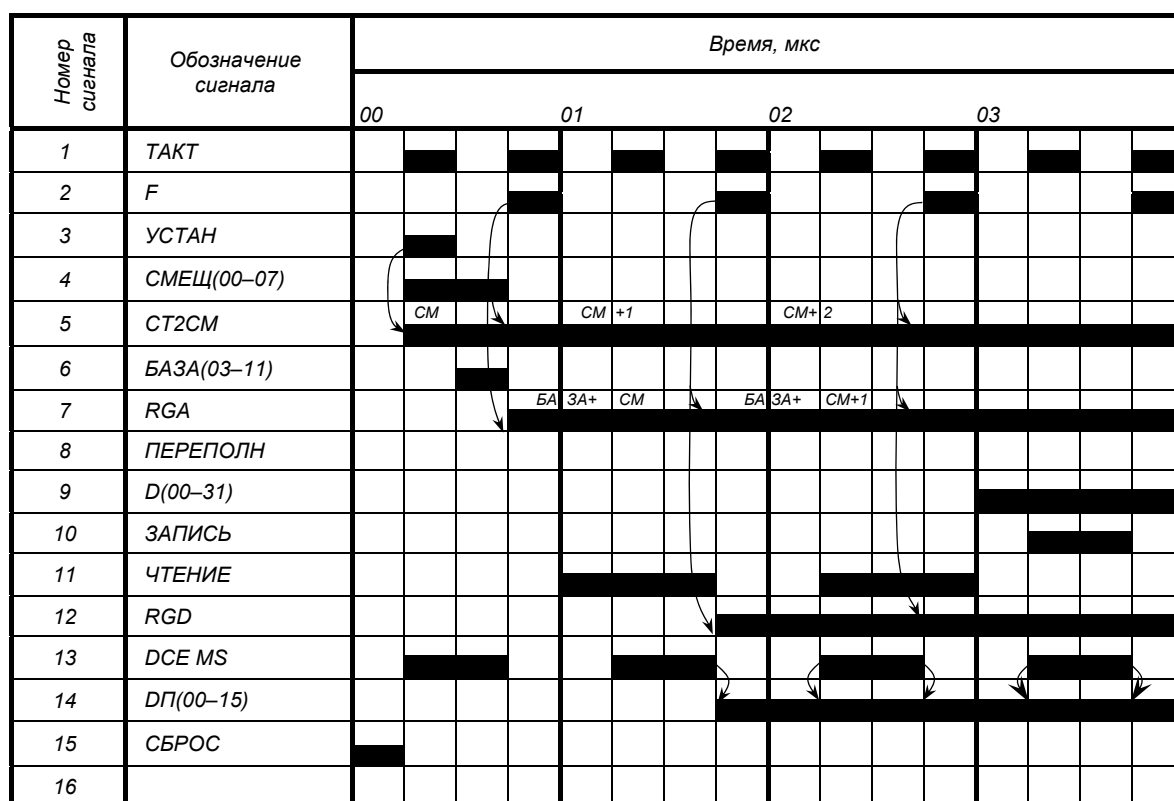 Номер
сигнала
Обозначение
сигнала
Время, мкс
00 01 02 03
1 ТАКТ
2 F
3 УСТАН
4 СМЕЩ(00–07)
СМ СМ +1 СМ+ 2
5 СТ2СМ
6 БАЗА(03–11)
БА ЗА+ СМ БА ЗА+ СМ+1
7 RGA
8 ПЕРЕПОЛН
9 D(00–31)
10 ЗАПИСЬ
11 ЧТЕНИЕ
12 RGD
13 DCE MS
14 DП(00–15)
15 СБРОС
16